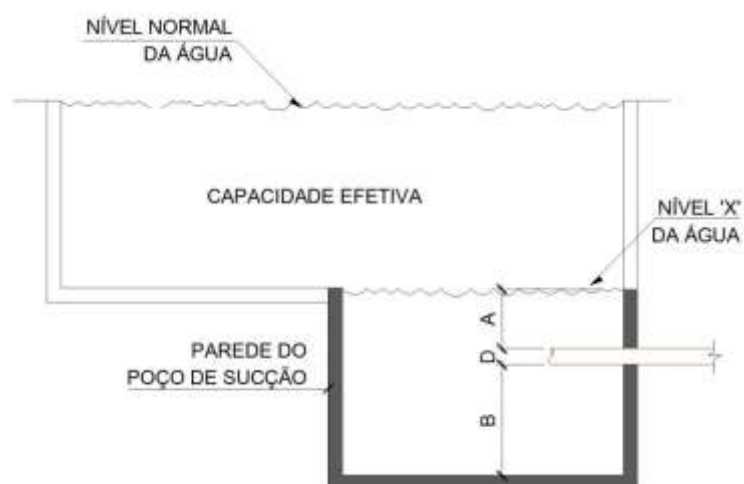 NÍVEL NORMAL
DA ÁGUA
CAPACIDADE EFETIVA
NÍVEL 'X'
DA ÁGUA
A
PAREDE DO
POÇO DE SUCÇÃO
D
B